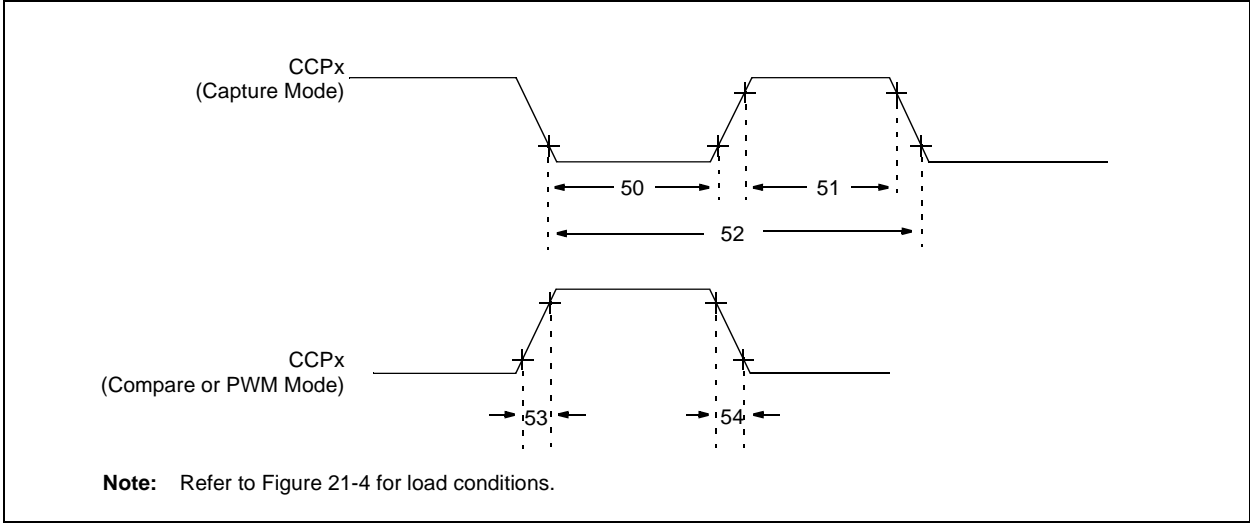 CCPx
(Capture Mode)
50
51
52
CCPx
(Compare or PWM Mode)
53
54
Note: Refer to Figure 21-4 for load conditions.